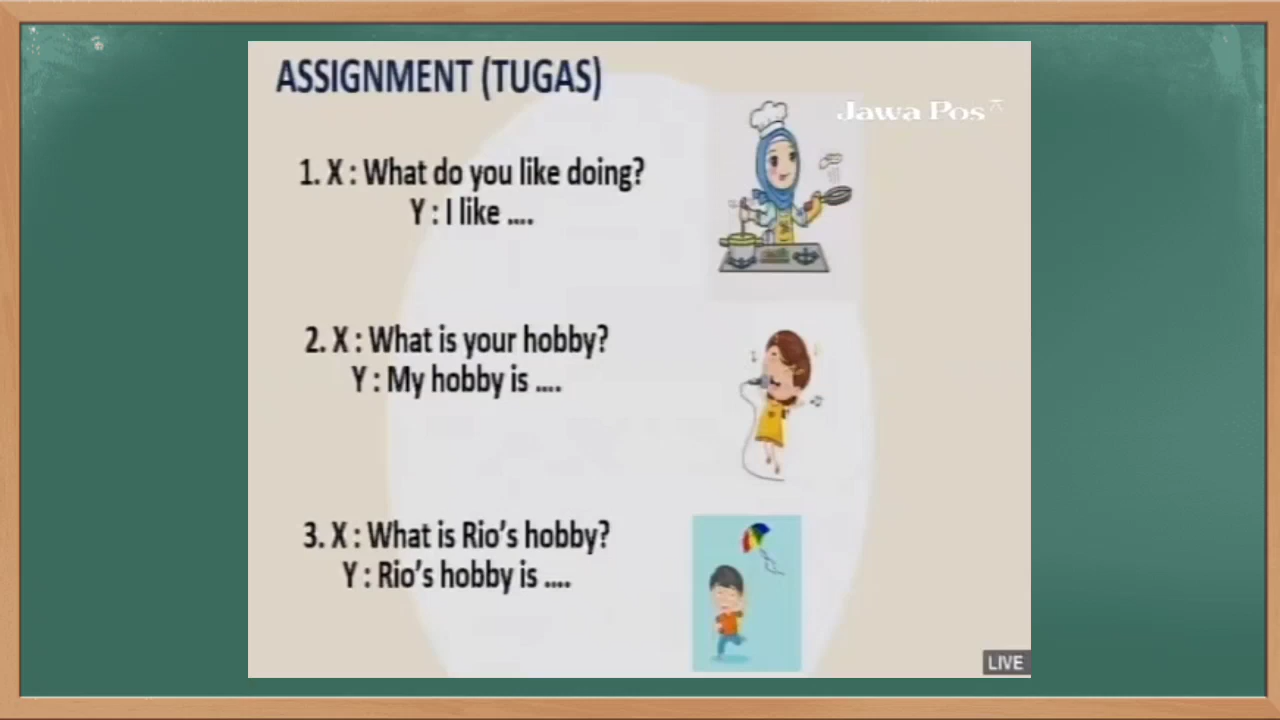 ASSIGNMENT (TUGAS)
Jawa Pos
1. X : What do you like doing?
Y : I like ....
2. X : What is your hobby?
Y : My hobby is ....
3. X : What is Rio's hobby?
Y : Rio's hobby is ....
LIVE